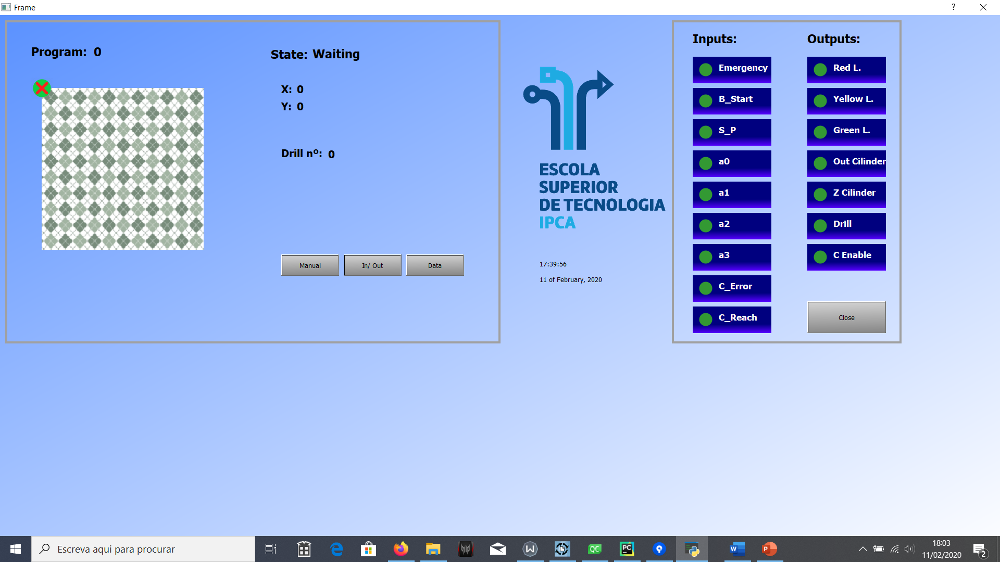 Frame
?
Program: 0
State: Waiting
X: 0
Y: 0
Drill nº: 0
Manual
In/ Out
Data
ESCOLA
SUPERIOR
DE TECNOLOGIA
IPCA
17:39:56
11 of February, 2020
Inputs:
Emergency
B_Start
S_P
a0
a1
a2
a3
C_Error
C_Reach
Outputs:
Red L.
Yellow L.
Green L.
Out Cilinder
Z Cilinder
Drill
C Enable
Close
Escreva aqui para procurar
W
QC
PC
W
P
18:03
11/02/2020
2